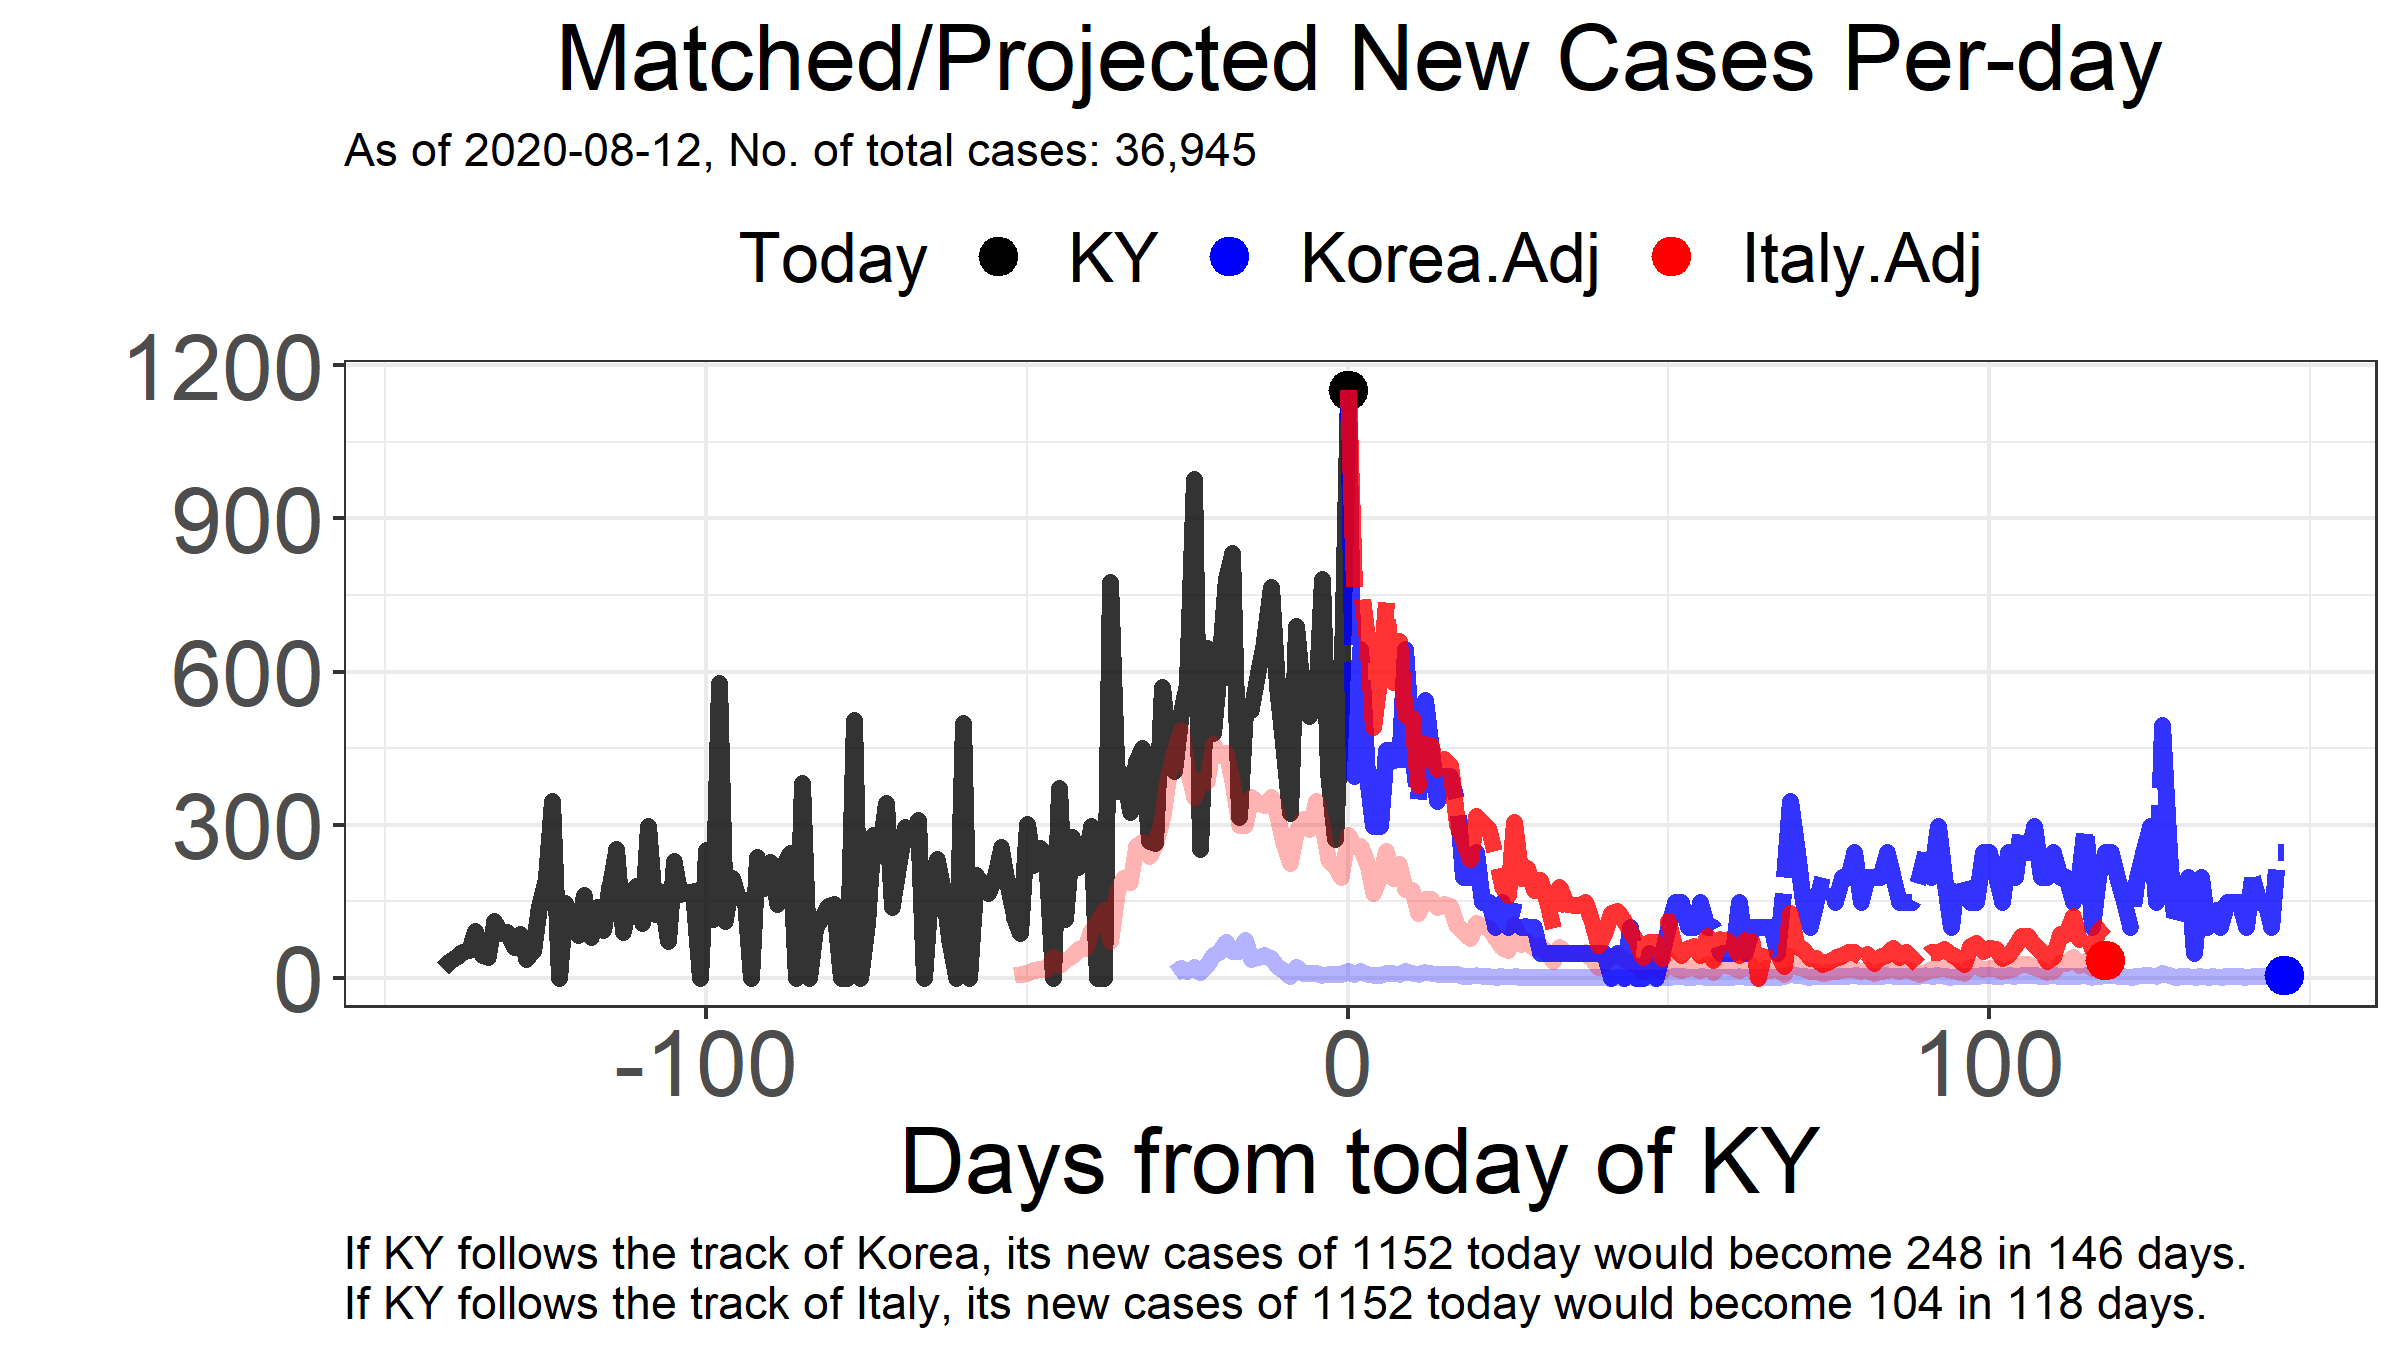 Matched/Projected New Cases Per-day
As of 2020-08-12, No. of total cases: 36,945
Today KY Korea.Adj Italy.Adj
1200
900
600
300
0
-100 0 100
Days from today of KY
If KY follows the track of Korea, its new cases of 1152 today would become 248 in 146 days.
If KY follows the track of Italy, its new cases of 1152 today would become 104 in 118 days.